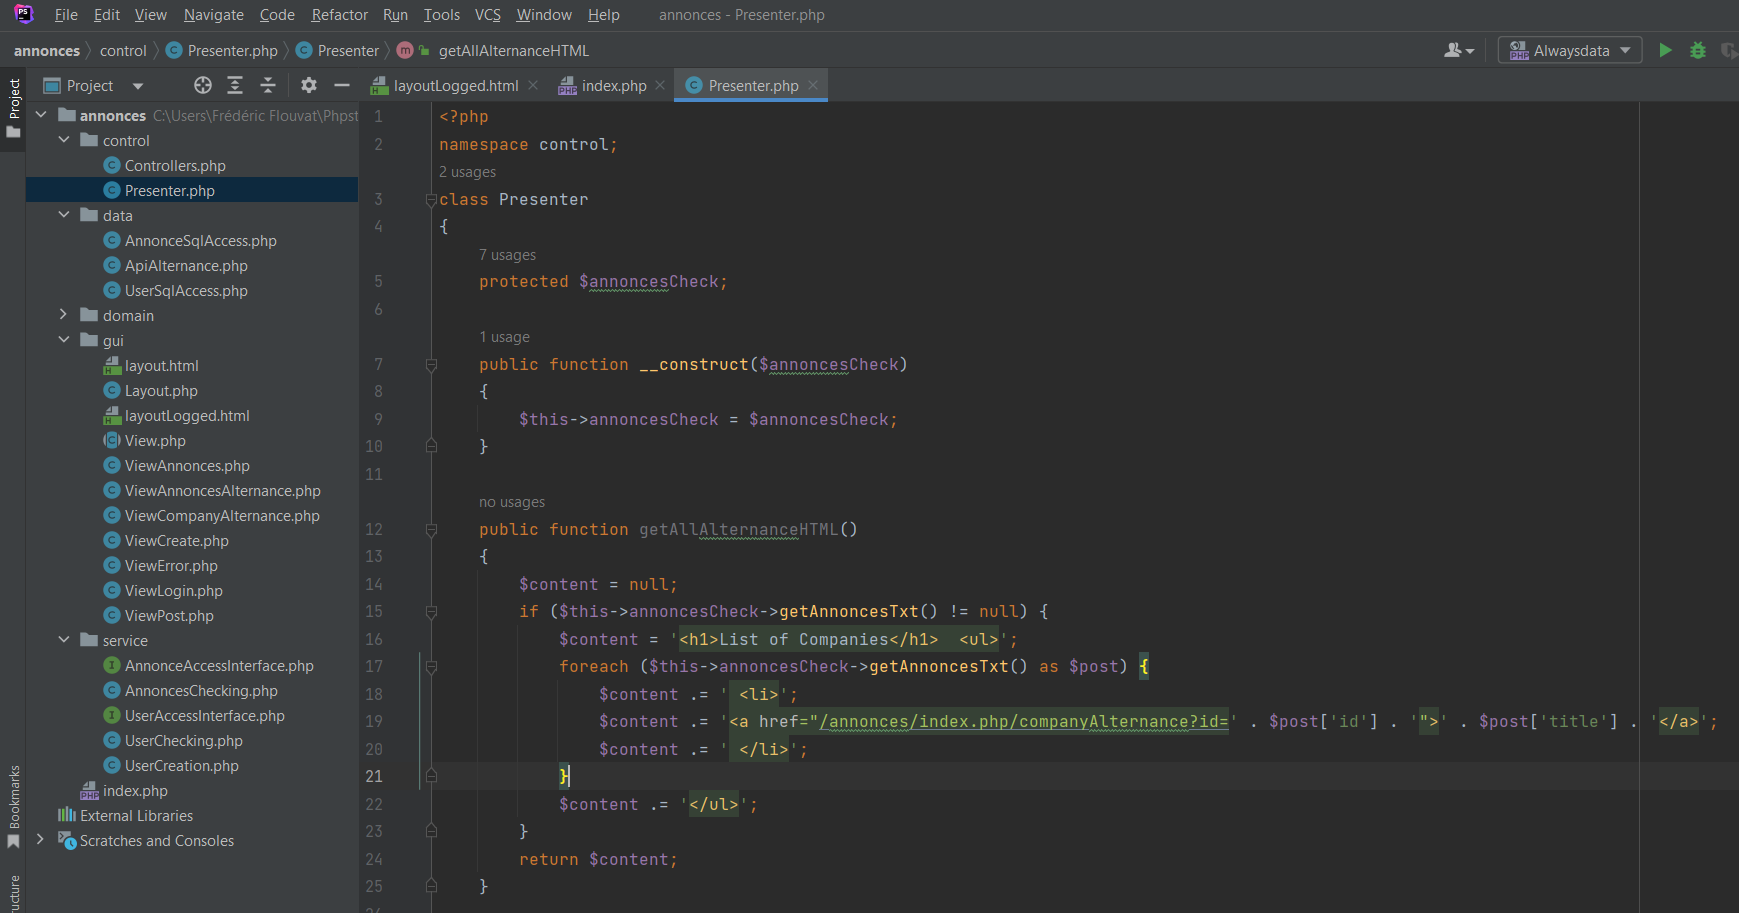 PS File Edit View Navigate Code Refactor Run Tools VCS Window Help annonces - Presenter.php
annonces control Presenter.php Presenter getAllAlternanceHTML Alwaysdata
Project layoutLogged.html index.php Presenter.php
Project
annonces C:\Users\Frédéric Flouvat\Phpst
control
Controllers.php
Presenter.php
data
AnnonceSqlAccess.php
ApiAlternance.php
UserSqlAccess.php
domain
gui
layout.html
Layout.php
layoutLogged.html
View.php
ViewAnnonces.php
ViewAnnoncesAlternance.php
ViewCompanyAlternance.php
ViewCreate.php
ViewError.php
ViewLogin.php
ViewPost.php
service
AnnonceAccessInterface.php
AnnoncesChecking.php
UserAccessInterface.php
UserChecking.php
UserCreation.php
index.php
External Libraries
Scratches and Consoles
Bookmarks
1 <?php
2 namespace control;
2 usages
3 class Presenter
4 {
7 usages
5 protected $annoncesCheck;
6
1 usage
7 public function __construct($annoncesCheck)
8 {
9 $this->annoncesCheck = $annoncesCheck;
10 }
11
no usages
12 public function getAllAlternanceHTML()
13 {
14 $content = null;
15 if ($this->annoncesCheck->getAnnoncesTxt() != null) {
16 $content = '<h1>List of Companies</h1>  <ul>';
17 foreach ($this->annoncesCheck->getAnnoncesTxt() as $post) {
18 $content .= ' <li>';
19 $content .= '<a href="/annonces/index.php/companyAlternance?id=' . $post['id'] . '">' . $post['title'] . '</a>';
20 $content .= ' </li>';
21 }
22 $content .= '</ul>';
23 }
24 return $content;
25 }